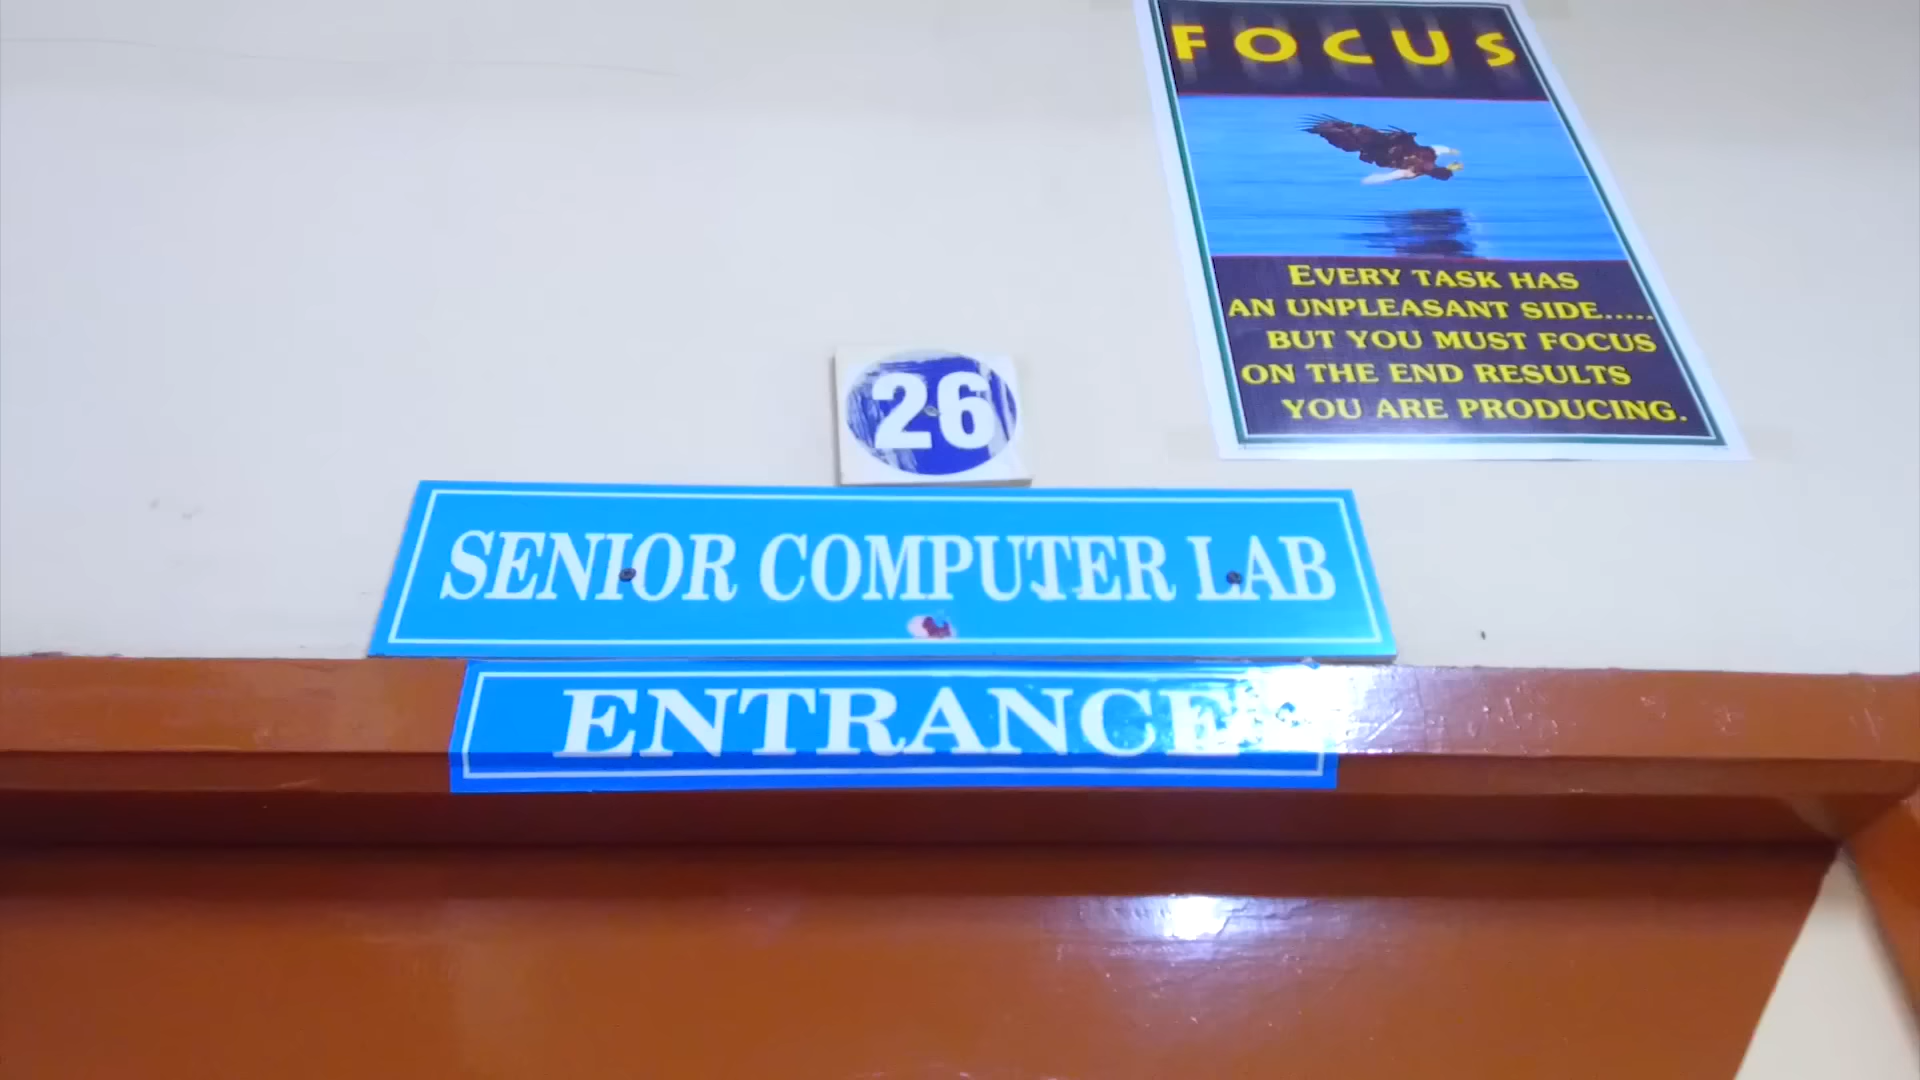 FOCUS
EVERY TASK HAS
AN UNPLEASANT SIDE.....
BUT YOU MUST FOCUS
ON THE END RESULTS
YOU ARE PRODUCING.
26
SENIOR COMPUTER LAB
ENTRANCE